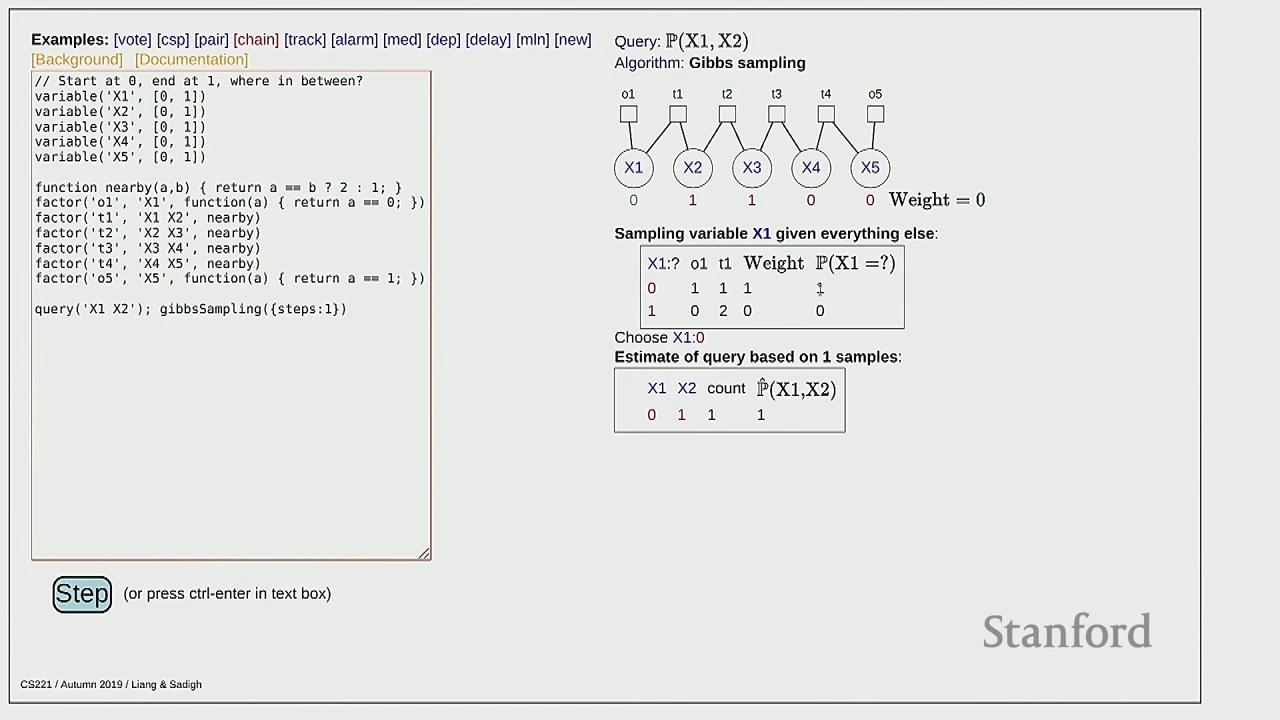 Examples: [vote] [csp] [pair] [chain] [track] [alarm] [med] [dep] [delay] [mln] [new]
[Background] [Documentation]
// Start at 0, end at 1, where in between?
variable('X1', [0, 1])
variable('X2', [0, 1])
variable('X3', [0, 1])
variable('X4', [0, 1])
variable('X5', [0, 1])
function nearby(a,b) { return a == b ? 2 : 1; }
factor('o1', 'X1', function(a) { return a == 0; })
factor('t1', 'X1 X2', nearby)
factor('t2', 'X2 X3', nearby)
factor('t3', 'X3 X4', nearby)
factor('t4', 'X4 X5', nearby)
factor('o5', 'X5', function(a) { return a == 1; })
query('X1 X2'); gibbsSampling({steps:1})
Step (or press ctrl-enter in text box)
Query: ℙ(X1, X2)
Algorithm: Gibbs sampling
o1 t1 t2 t3 t4 o5
X1 X2 X3 X4 X5
0 1 1 0 0 Weight = 0
Sampling variable X1 given everything else:
X1:? o1 t1 Weight ℙ(X1 =?)
0 1 1 1 1
1 0 2 0 0
Choose X1:0
Estimate of query based on 1 samples:
X1 X2 count ℙ̂(X1,X2)
0 1 1 1
Stanford
CS221 / Autumn 2019 / Liang & Sadigh